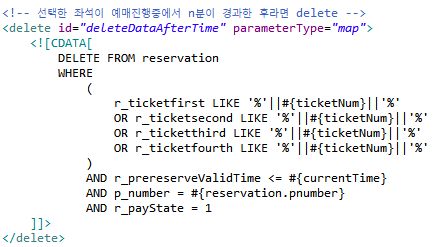 <!-- 선택한 좌석이 예매진행중에서 n분이 경과한 후라면 delete -->
<delete id="deleteDataAfterTime" parameterType="map">
<![CDATA[
DELETE FROM reservation
WHERE
(
r_ticketfirst LIKE '%'||#{ticketNum}||'%'
OR r_ticketsecond LIKE '%'||#{ticketNum}||'%'
OR r_ticketthird LIKE '%'||#{ticketNum}||'%'
OR r_ticketfourth LIKE '%'||#{ticketNum}||'%'
)
AND r_prereserveValidTime <= #{currentTime}
AND p_number = #{reservation.pnumber}
AND r_payState = 1
]]>
</delete>